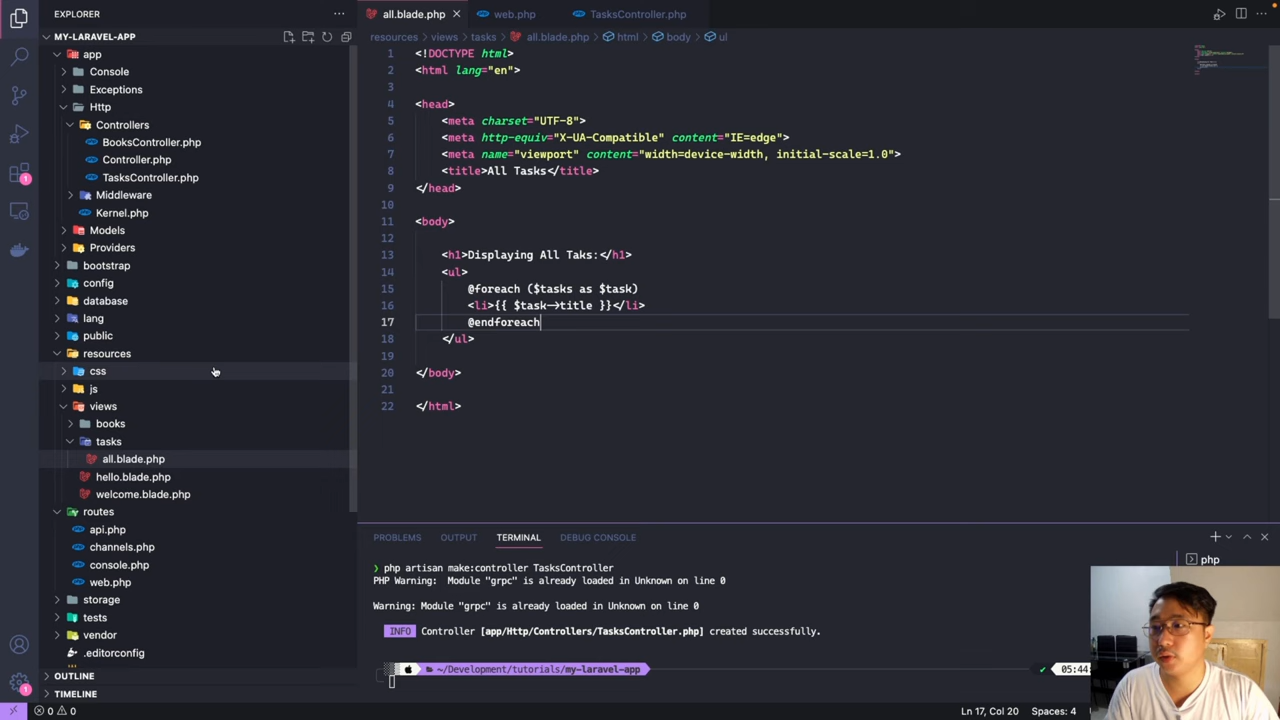 EXPLORER
MY-LARAVEL-APP
app
Console
Exceptions
Http
Controllers
BooksController.php
Controller.php
TasksController.php
Middleware
Kernel.php
Models
Providers
bootstrap
config
database
lang
public
resources
css
js
views
books
tasks
all.blade.php
hello.blade.php
welcome.blade.php
routes
api.php
channels.php
console.php
web.php
storage
tests
vendor
.editorconfig
OUTLINE
TIMELINE
1
1
all.blade.php web.php TasksController.php
resources > views > tasks > all.blade.php > html > body > ul
1 <!DOCTYPE html>
2 <html lang="en">
3
4 <head>
5 <meta charset="UTF-8">
6 <meta http-equiv="X-UA-Compatible" content="IE=edge">
7 <meta name="viewport" content="width=device-width, initial-scale=1.0">
8 <title>All Tasks</title>
9 </head>
10
11 <body>
12
13 <h1>Displaying All Taks:</h1>
14 <ul>
15 @foreach ($tasks as $task)
16 <li>{{ $task->title }}</li>
17 @endforeach
18 </ul>
19
20 </body>
21
22 </html>
PROBLEMS OUTPUT TERMINAL DEBUG CONSOLE
php
❯ php artisan make:controller TasksController
PHP Warning: Module "grpc" is already loaded in Unknown on line 0
Warning: Module "grpc" is already loaded in Unknown on line 0
INFO Controller [app/Http/Controllers/TasksController.php] created successfully.
~/Development/tutorials/my-laravel-app ✔ 05:44:
0 0 Ln 17, Col 20 Spaces: 4